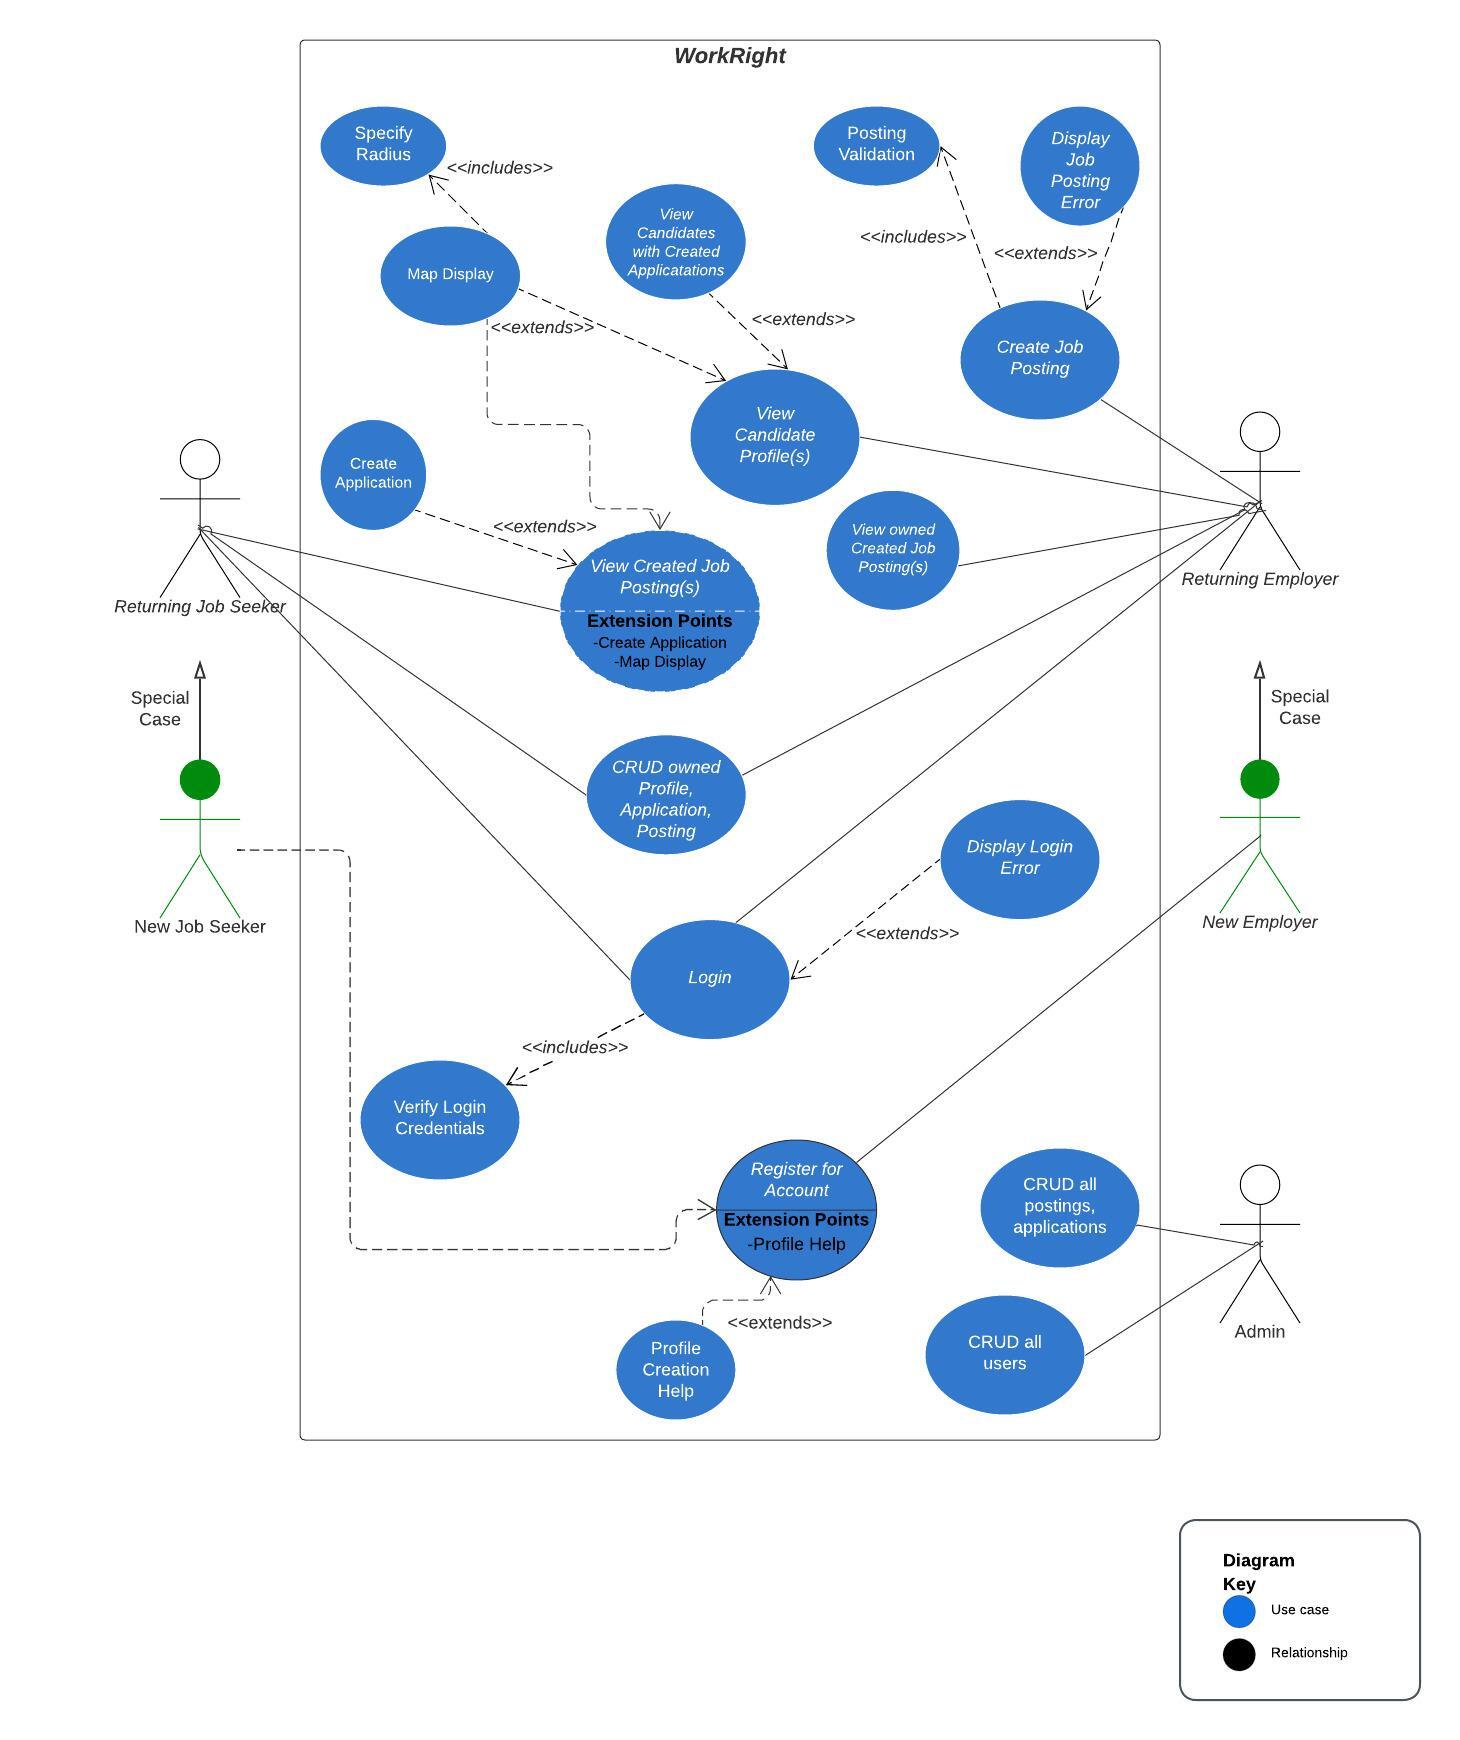 WorkRight
Specify
Radius
<<includes>>
Posting
Validation
Display
Job
Posting
Error
View
Candidates
with Created
Applicatations
Map Display
<<includes>>
<<extends>>
<<extends>>
<<extends>>
Create Job
Posting
View
Candidate
Profile(s)
Create
Application
<<extends>>
View owned
Created Job
Posting(s)
View Created Job
Posting(s)
Extension Points
-Create Application
-Map Display
Returning Job Seeker
Returning Employer
Special
Case
Special
Case
CRUD owned
Profile,
Application,
Posting
Display Login
Error
New Job Seeker
New Employer
<<extends>>
Login
<<includes>>
Verify Login
Credentials
Register for
Account
Extension Points
-Profile Help
CRUD all
postings,
applications
<<extends>>
Admin
Profile
Creation
Help
CRUD all
users
Diagram
Key
Use case
Relationship